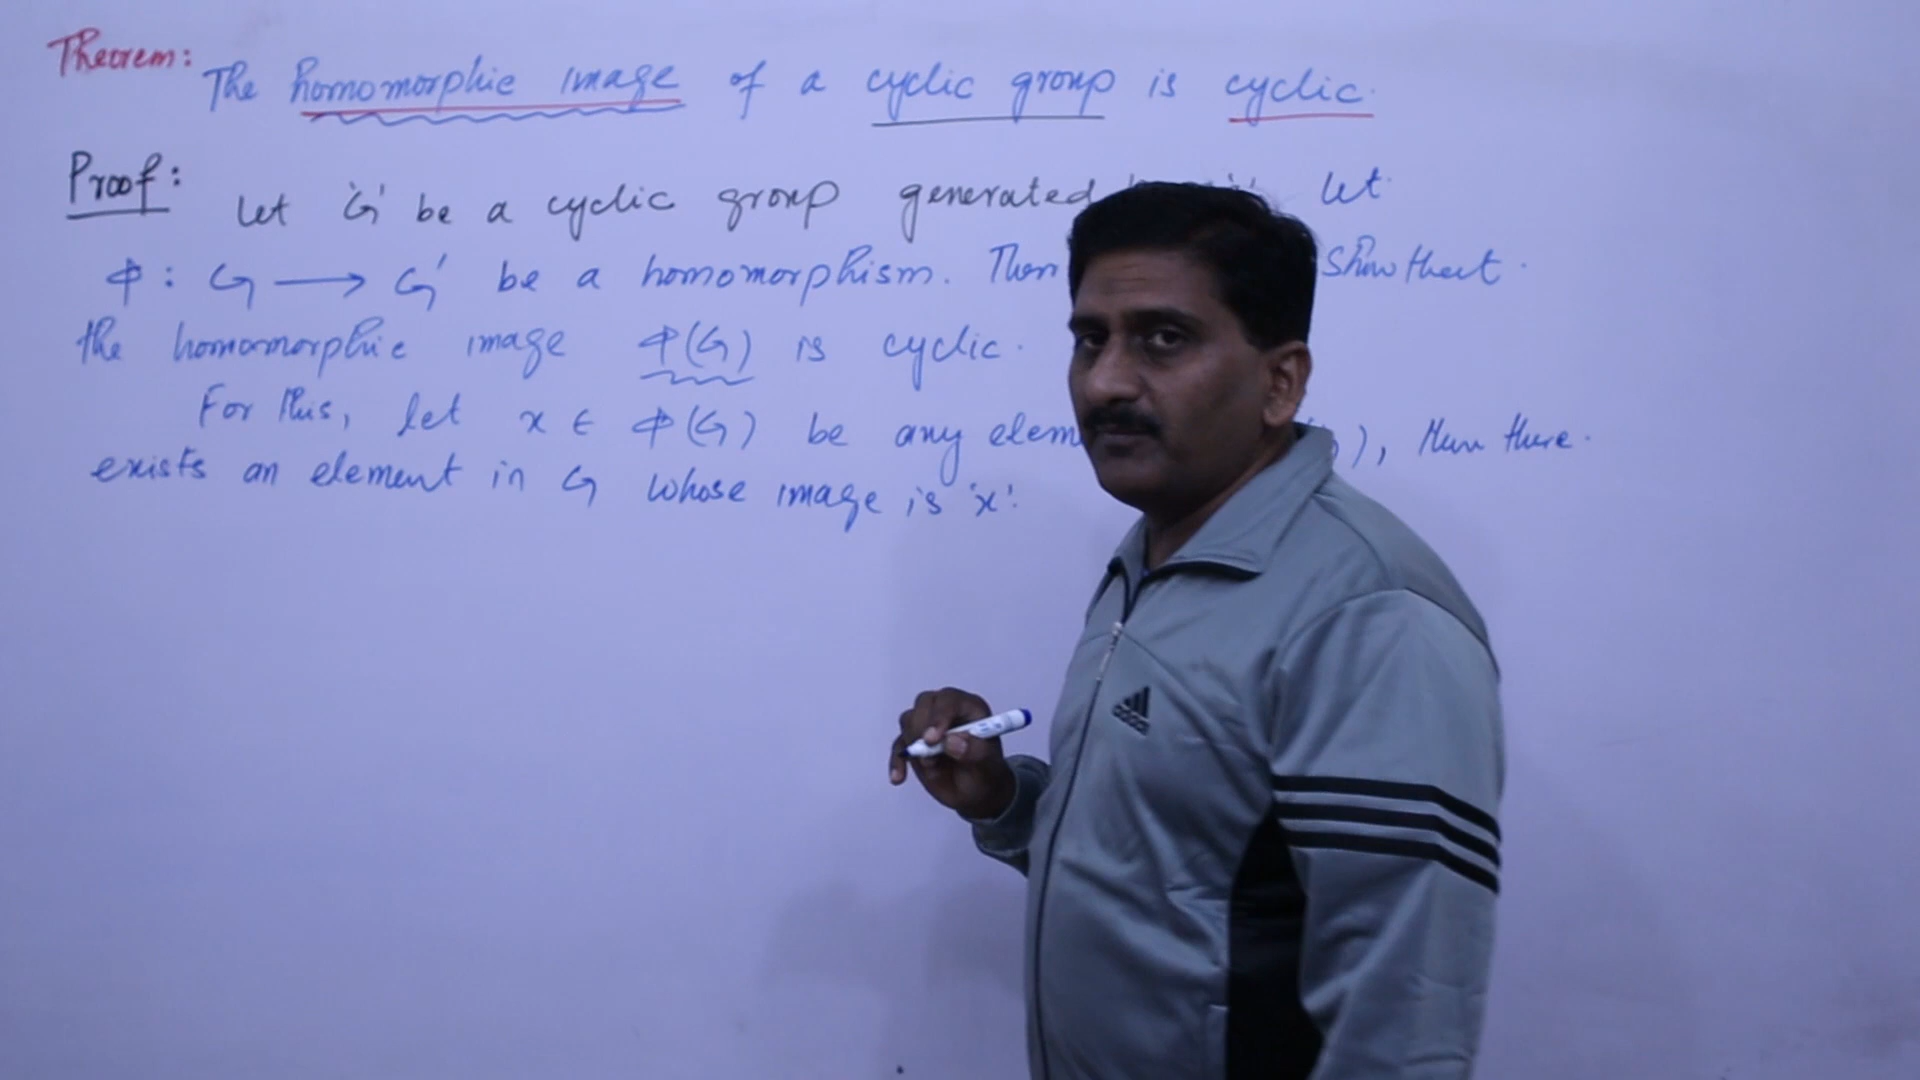 Theorem:
The homomorphic image of a cyclic group is cyclic.
Proof:
Let 'G' be a cyclic group generated Let
Φ : G → G' be a homomorphism. Then show that
the homomorphic image Φ(G) is cyclic.
For this, let x ∈ Φ(G) be any elem ), then there
exists an element in G whose image is 'x'.
adidas